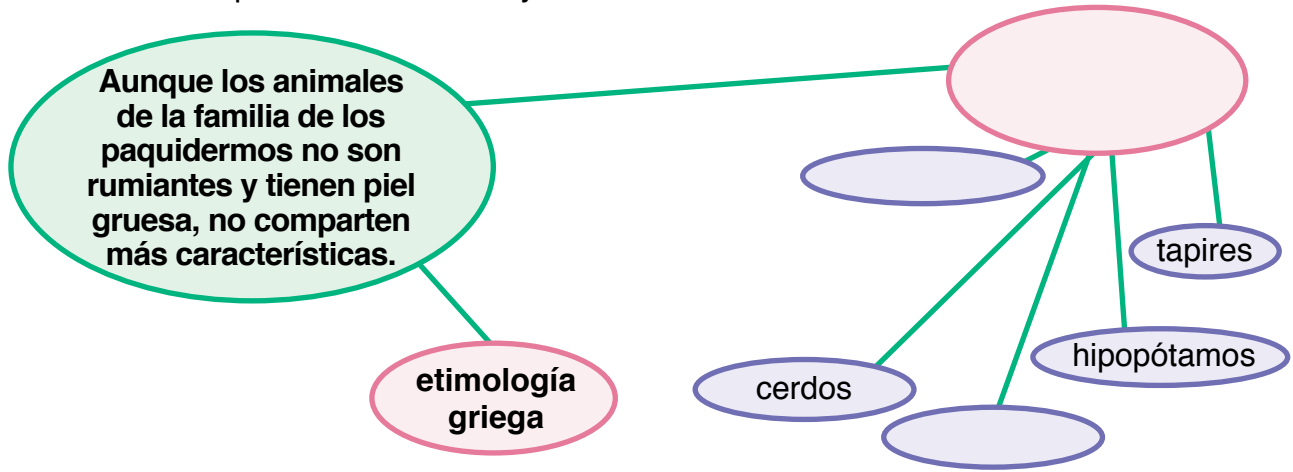 Aunque los animales
de la familia de los
paquidermos no son
rumiantes y tienen piel
gruesa, no comparten
más características.
tapires
hipopótamos
etimología
griega
cerdos